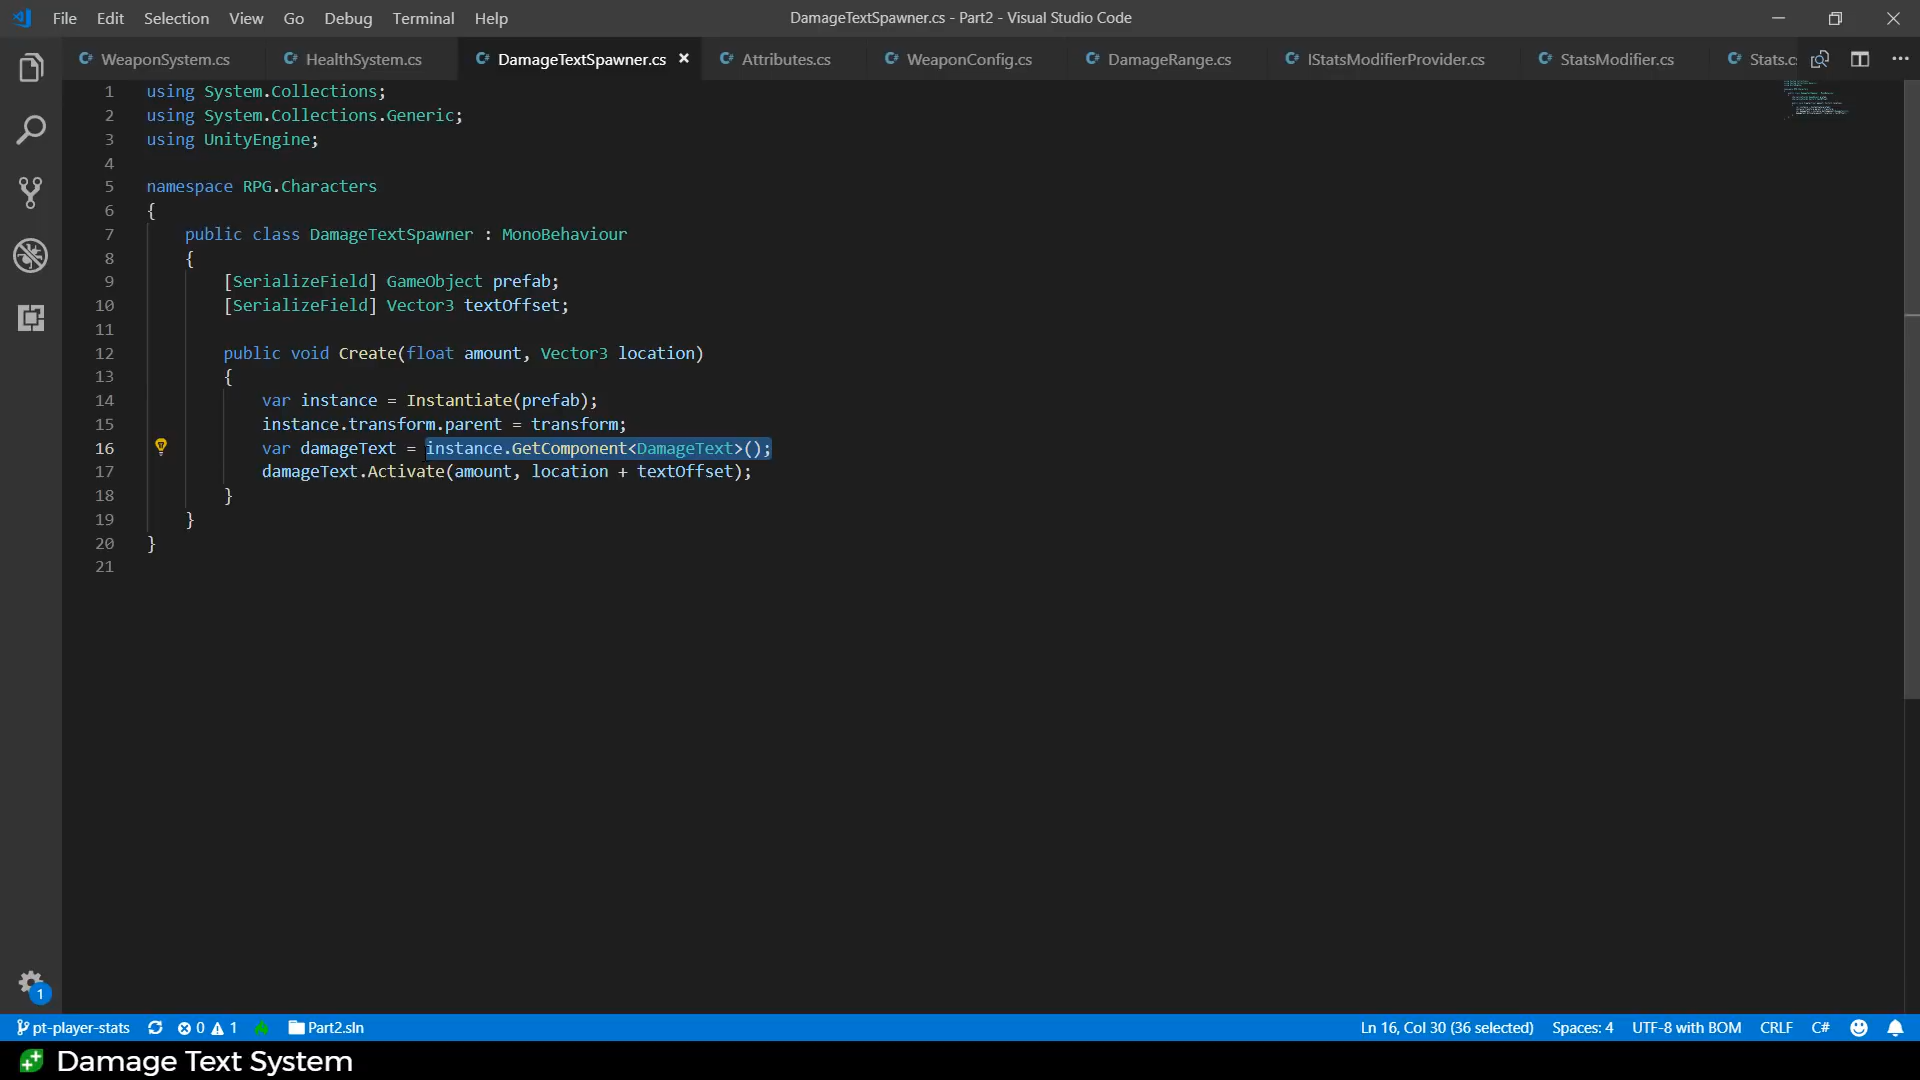 File Edit Selection View Go Debug Terminal Help
DamageTextSpawner.cs - Part2 - Visual Studio Code
WeaponSystem.cs
HealthSystem.cs
DamageTextSpawner.cs
Attributes.cs
WeaponConfig.cs
DamageRange.cs
IStatsModifierProvider.cs
StatsModifier.cs
Stats.c
1 using System.Collections;
2 using System.Collections.Generic;
3 using UnityEngine;
4
5 namespace RPG.Characters
6 {
7 public class DamageTextSpawner : MonoBehaviour
8 {
9 [SerializeField] GameObject prefab;
10 [SerializeField] Vector3 textOffset;
11
12 public void Create(float amount, Vector3 location)
13 {
14 var instance = Instantiate(prefab);
15 instance.transform.parent = transform;
16 var damageText = instance.GetComponent<DamageText>();
17 damageText.Activate(amount, location + textOffset);
18 }
19 }
20 }
21
1
pt-player-stats 0 1 Part2.sln Ln 16, Col 30 (36 selected) Spaces: 4 UTF-8 with BOM CRLF C#
Damage Text System